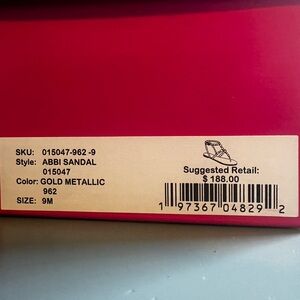 SKU: 015047-962 -9
Style: ABBI SANDAL
015047
Color: GOLD METALLIC
962
SIZE: 9M
Suggested Retail:
$ 188.00
1 97367 04829 2